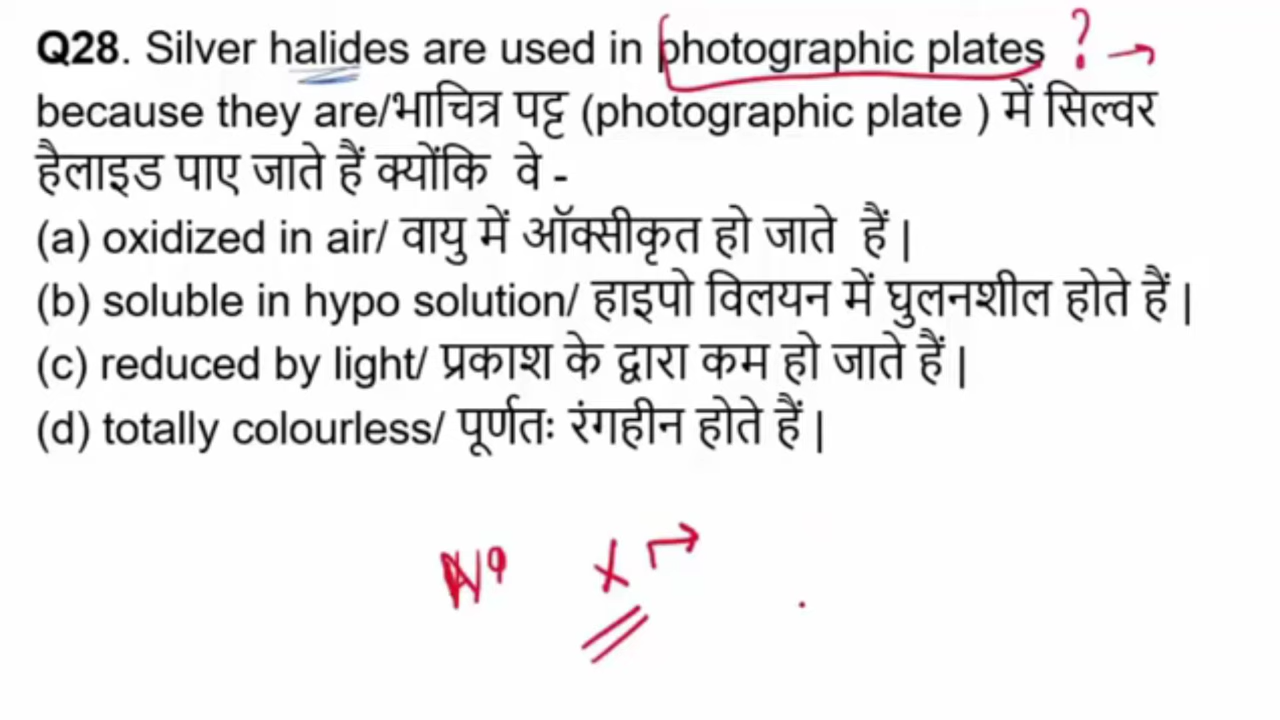 Q28. Silver halides are used in photographic plates ? →
because they are/भाचित्र पट्ट (photographic plate ) में सिल्वर
हैलाइड पाए जाते हैं क्योंकि वे -
(a) oxidized in air/ वायु में ऑक्सीकृत हो जाते हैं |
(b) soluble in hypo solution/ हाइपो विलयन में घुलनशील होते हैं |
(c) reduced by light/ प्रकाश के द्वारा कम हो जाते हैं |
(d) totally colourless/ पूर्णतः रंगहीन होते हैं |
X